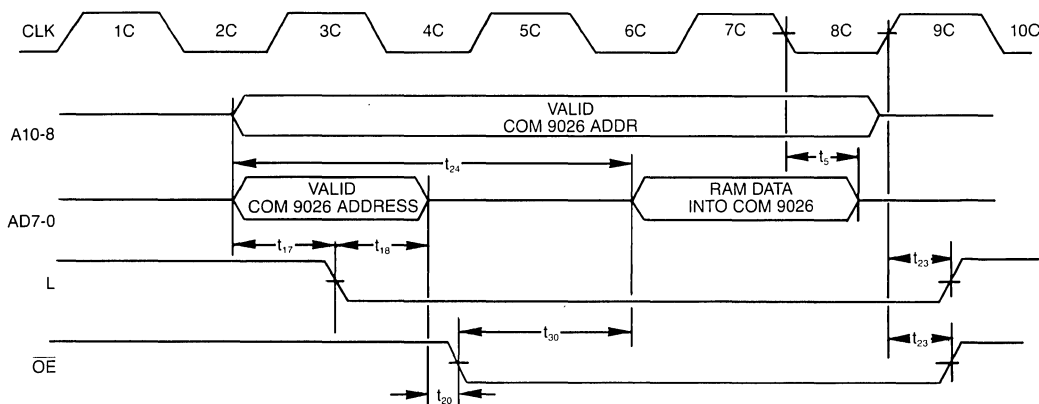 CLK 1C 2C 3C 4C 5C 6C 7C 8C 9C 10C
A10-8 VALID
COM 9026 ADDR
t24 t5
AD7-0 VALID
COM 9026 ADDRESS
RAM DATA
INTO COM 9026
t17 t18 t23
L
t30 t23
OE
t20